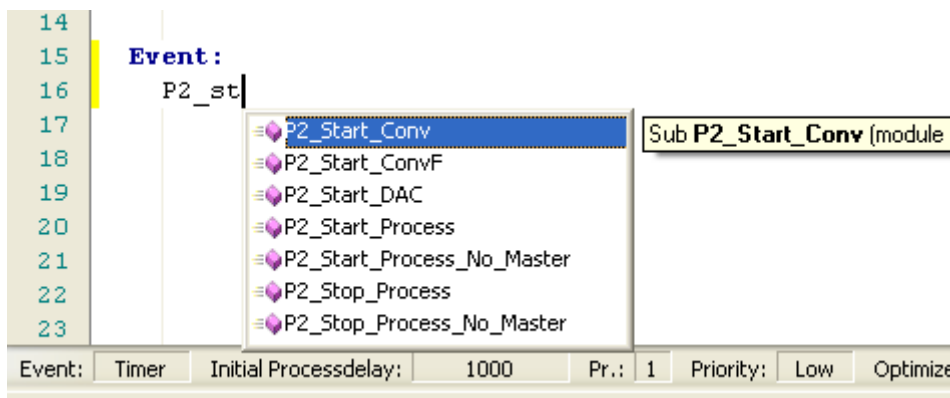 14
15 Event:
16 P2_st
17 P2_Start_Conv Sub P2_Start_Conv (module
18 P2_Start_ConvF
19 P2_Start_DAC
20 P2_Start_Process
21 P2_Start_Process_No_Master
22 P2_Stop_Process
23 P2_Stop_Process_No_Master
Event: Timer Initial Processdelay: 1000 Pr.: 1 Priority: Low Optimize